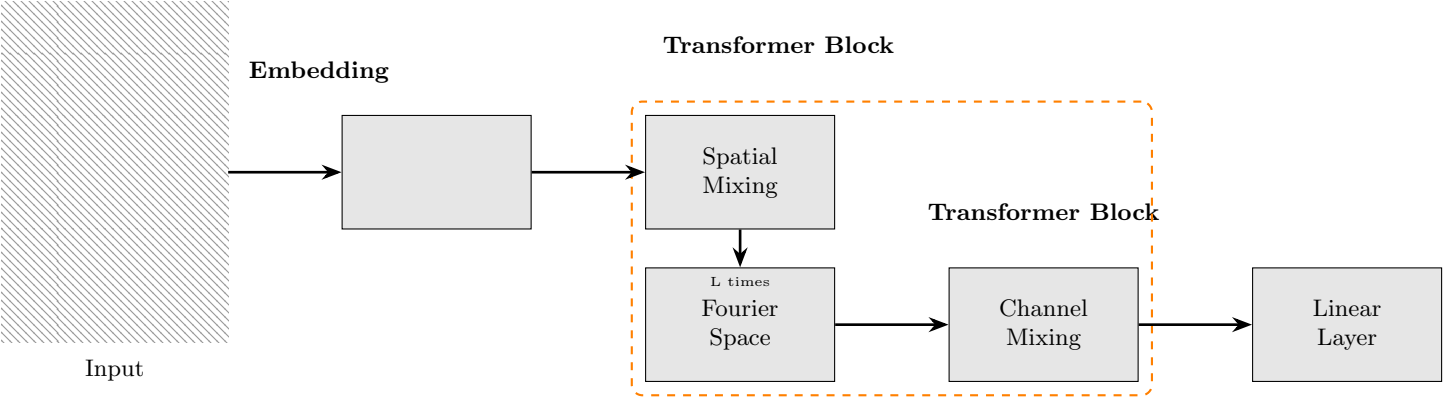 Transformer Block
Embedding
Spatial
Mixing
Transformer Block
L times
Fourier
Space
Channel
Mixing
Linear
Layer
Input